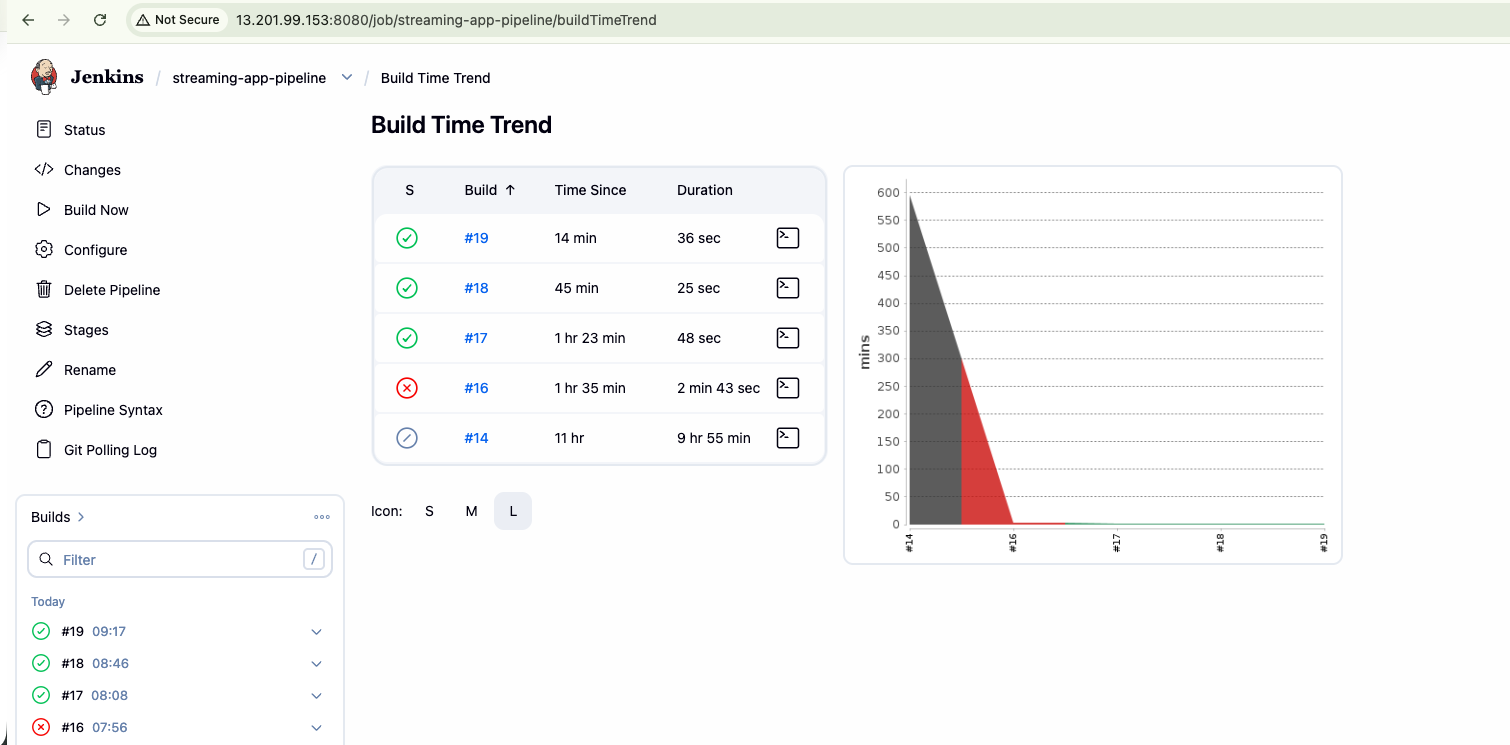 Not Secure 13.201.99.153:8080/job/streaming-app-pipeline/buildTimeTrend
Jenkins / streaming-app-pipeline / Build Time Trend
Status
Changes
Build Now
Configure
Delete Pipeline
Stages
Rename
Pipeline Syntax
Git Polling Log
Builds
Filter /
Today
#19 09:17
#18 08:46
#17 08:08
#16 07:56
Build Time Trend
S Build ↑ Time Since Duration
#19 14 min 36 sec
#18 45 min 25 sec
#17 1 hr 23 min 48 sec
#16 1 hr 35 min 2 min 43 sec
#14 11 hr 9 hr 55 min
Icon: S M L
600
550
500
450
400
350
300
250
200
150
100
50
0
mins
#14 #16 #17 #18 #19